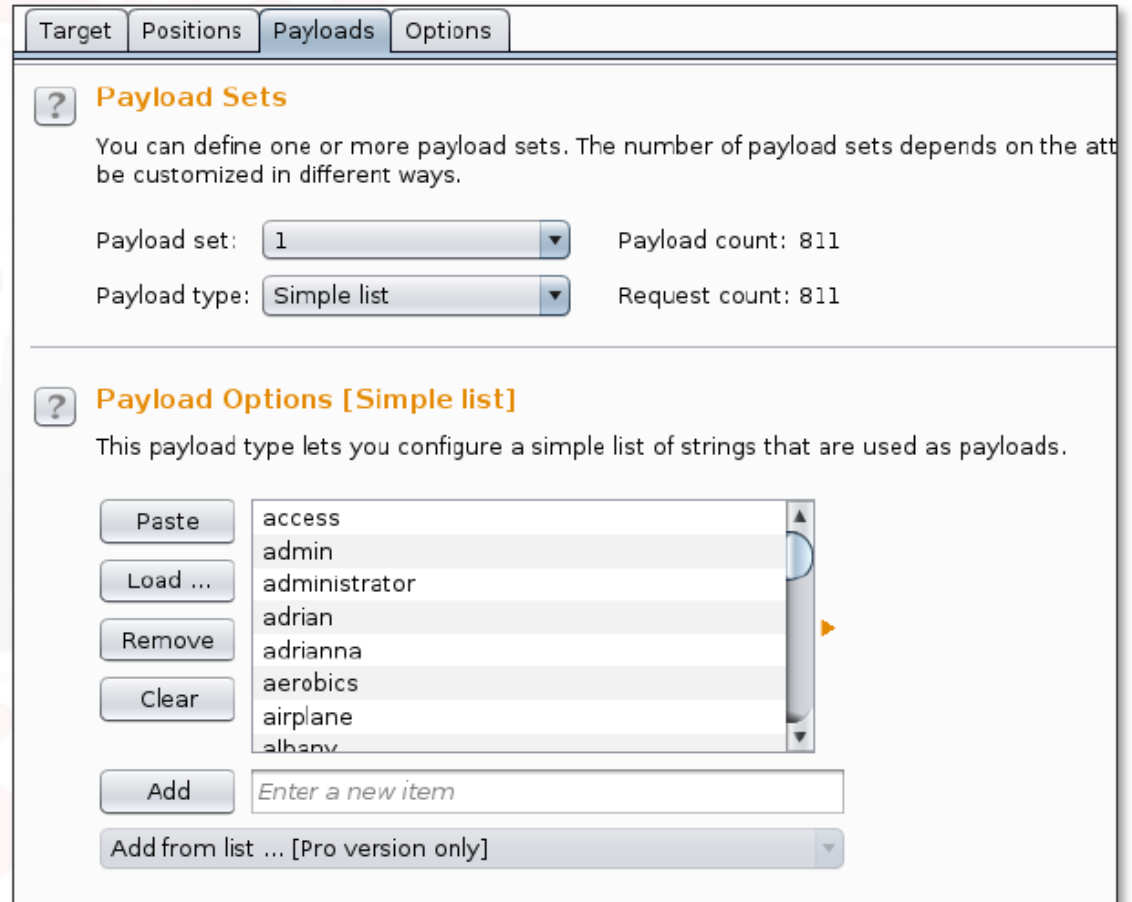 Target Positions Payloads Options
? Payload Sets
You can define one or more payload sets. The number of payload sets depends on the att
be customized in different ways.
Payload set: 1 Payload count: 811
Payload type: Simple list Request count: 811
? Payload Options [Simple list]
This payload type lets you configure a simple list of strings that are used as payloads.
Paste
Load ...
Remove
Clear
access
admin
administrator
adrian
adrianna
aerobics
airplane
albany
Add Enter a new item
Add from list ... [Pro version only]